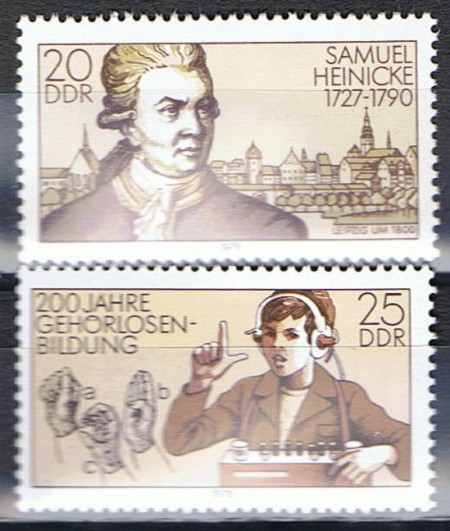 20
DDR
SAMUEL
HEINICKE
1727-1790
LEIPZIG UM 1800
200 JAHRE
GEHÖRLOSEN-
BILDUNG
25
DDR
a
b
c